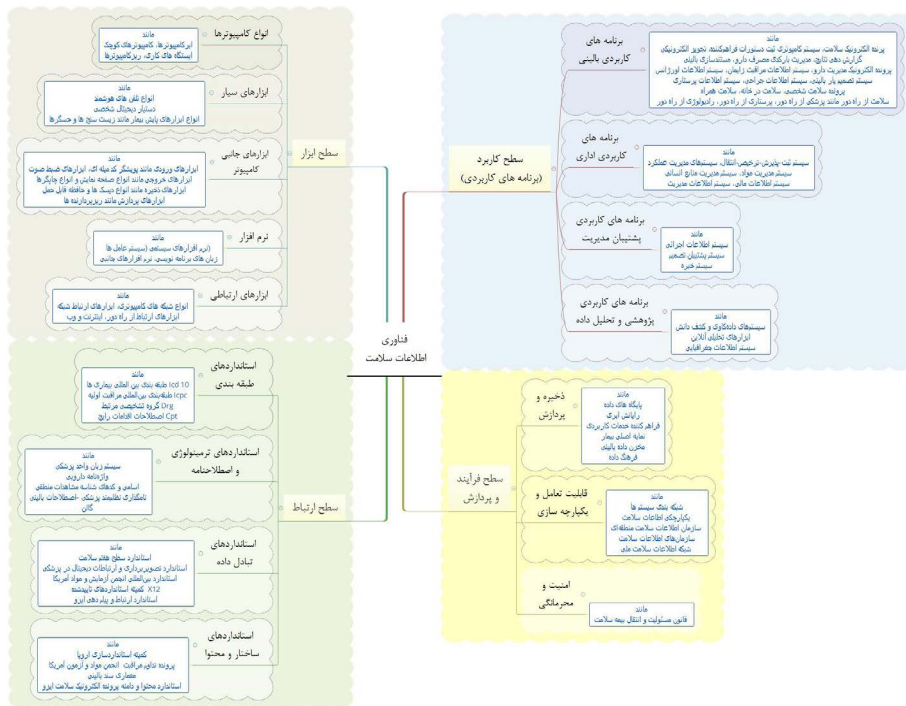 فناوری
اطلاعات سلامت
سطح کاربرد
(برنامه های کاربردی)
برنامه های
کاربردی بالینی
مانند
پرونده الکترونیک سلامت، سیستم کامپیوتری ثبت دستورات فراهم‌کننده، تجویز الکترونیکی
گزارش دهی نتایج، مدیریت بارکدی مصرف دارو، مستندسازی بالینی
پرونده الکترونیک مدیریت دارو، سیستم اطلاعات مراقبت زایمان، سیستم اطلاعات اورژانس
سیستم تصمیم یار بالینی، سیستم اطلاعات جراحی، سیستم اطلاعات پرستاری
پرونده سلامت شخصی، سلامت در خانه، سلامت همراه
سلامت از راه دور مانند پزشکی از راه دور، پرستاری از راه دور، رادیولوژی از راه دور
برنامه های
کاربردی اداری
مانند
سیستم ثبت-پذیرش-ترخیص-انتقال، سیستم‌های مدیریت عملکرد
سیستم مدیریت مواد، سیستم مدیریت منابع انسانی
سیستم اطلاعات مالی، سیستم اطلاعات مدیریت
برنامه های کاربردی
پشتیبان مدیریت
مانند
سیستم اطلاعات اجرائی
سیستم پشتیبان تصمیم
سیستم خبره
برنامه های کاربردی
پژوهشی و تحلیل داده
مانند
سیستم‌های داده‌کاوی و کشف دانش
ابزارهای تحلیلی آنلاین
سیستم اطلاعات جغرافیایی
سطح فرآیند
و پردازش
ذخیره و
پردازش
مانند
پایگاه های داده
رایانش ابری
فراهم کننده خدمات کاربردی
نمایه اصلی بیمار
مخزن داده بالینی
فرهنگ داده
قابلیت تعامل و
یکپارچه سازی
مانند
شبکه بندی سیستم ها
یکپارچگی اطلاعات سلامت
سازمان اطلاعات سلامت منطقه‌ای
سازمان‌های اطلاعات سلامت
شبکه اطلاعات سلامت ملی
امنیت و
محرمانگی
مانند
قانون مسئولیت و انتقال بیمه سلامت
سطح ابزار
انواع کامپیوترها
مانند
ابرکامپیوترها، کامپیوترهای کوچک
ایستگاه های کاری، ریزکامپیوترها
ابزارهای سیار
مانند
انواع تلفن های هوشمند
دستیار دیجیتال شخصی
انواع ابزارهای پایش بیمار مانند زیست سنج ها و حسگرها
ابزارهای جانبی
کامپیوتر
مانند
ابزارهای ورودی مانند پویشگر کد میله ای، ابزارهای ضبط صوت
ابزارهای خروجی مانند انواع صفحه نمایش و انواع چاپگرها
ابزارهای ذخیره مانند انواع دیسک ها و حافظه قابل حمل
ابزارهای پردازش مانند ریزپردازنده ها
نرم افزار
مانند
(نرم افزارهای سیستمی (سیستم عامل ها
زبان های برنامه نویسی، نرم افزارهای جانبی
ابزارهای ارتباطی
مانند
انواع شبکه های کامپیوتری، ابزارهای ارتباط شبکه
ابزارهای ارتباط از راه دور، اینترنت و وب
سطح ارتباط
استانداردهای
طبقه بندی
مانند
Icd 10 طبقه بندی بین المللی بیماری ها
Icpc طبقه‌بندی بین‌المللی مراقبت اولیه
Drg گروه تشخیصی مرتبط
Cpt اصطلاحات اقدامات رایج
استانداردهای ترمینولوژی
و اصطلاحنامه
مانند
سیستم زبان واحد پزشکی
واژه‌نامه دارویی
اسامی و کدهای شناسه مشاهدات منطقی
نامگذاری نظام‌مند پزشکی -اصطلاحات بالینی
گالن
استانداردهای
تبادل داده
مانند
استاندارد سطح هفتم سلامت
استاندارد تصویربرداری و ارتباطات دیجیتال در پزشکی
استاندارد بین‌المللی انجمن آزمایش و مواد آمریکا
X12 کمیته استانداردهای تاییدشده
استاندارد ارتباط و پیام دهی ایزو
استانداردهای
ساختار و محتوا
مانند
کمیته استانداردسازی اروپا
پرونده تداوم مراقبت انجمن مواد و آزمون آمریکا
معماری سند بالینی
استاندارد محتوا و دامنه پرونده الکترونیک سلامت ایزو